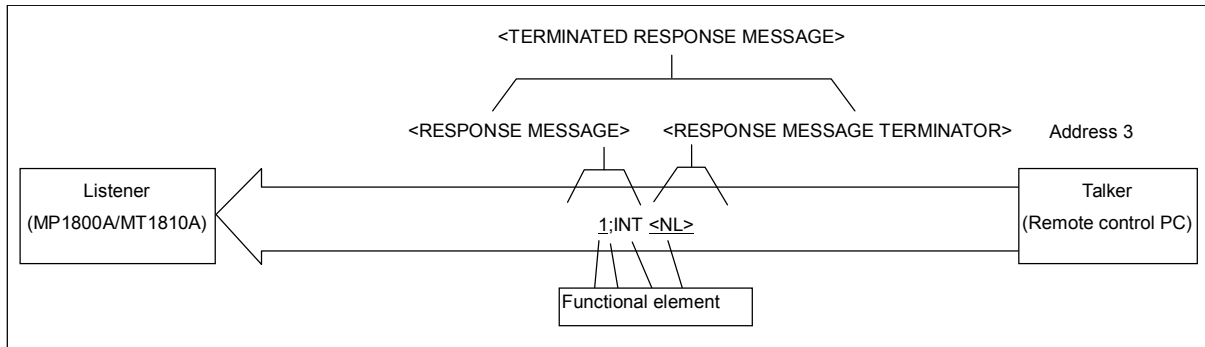 <TERMINATED RESPONSE MESSAGE>
<RESPONSE MESSAGE> <RESPONSE MESSAGE TERMINATOR> Address 3
Listener
(MP1800A/MT1810A)
1;INT <NL>
Talker
(Remote control PC)
Functional element